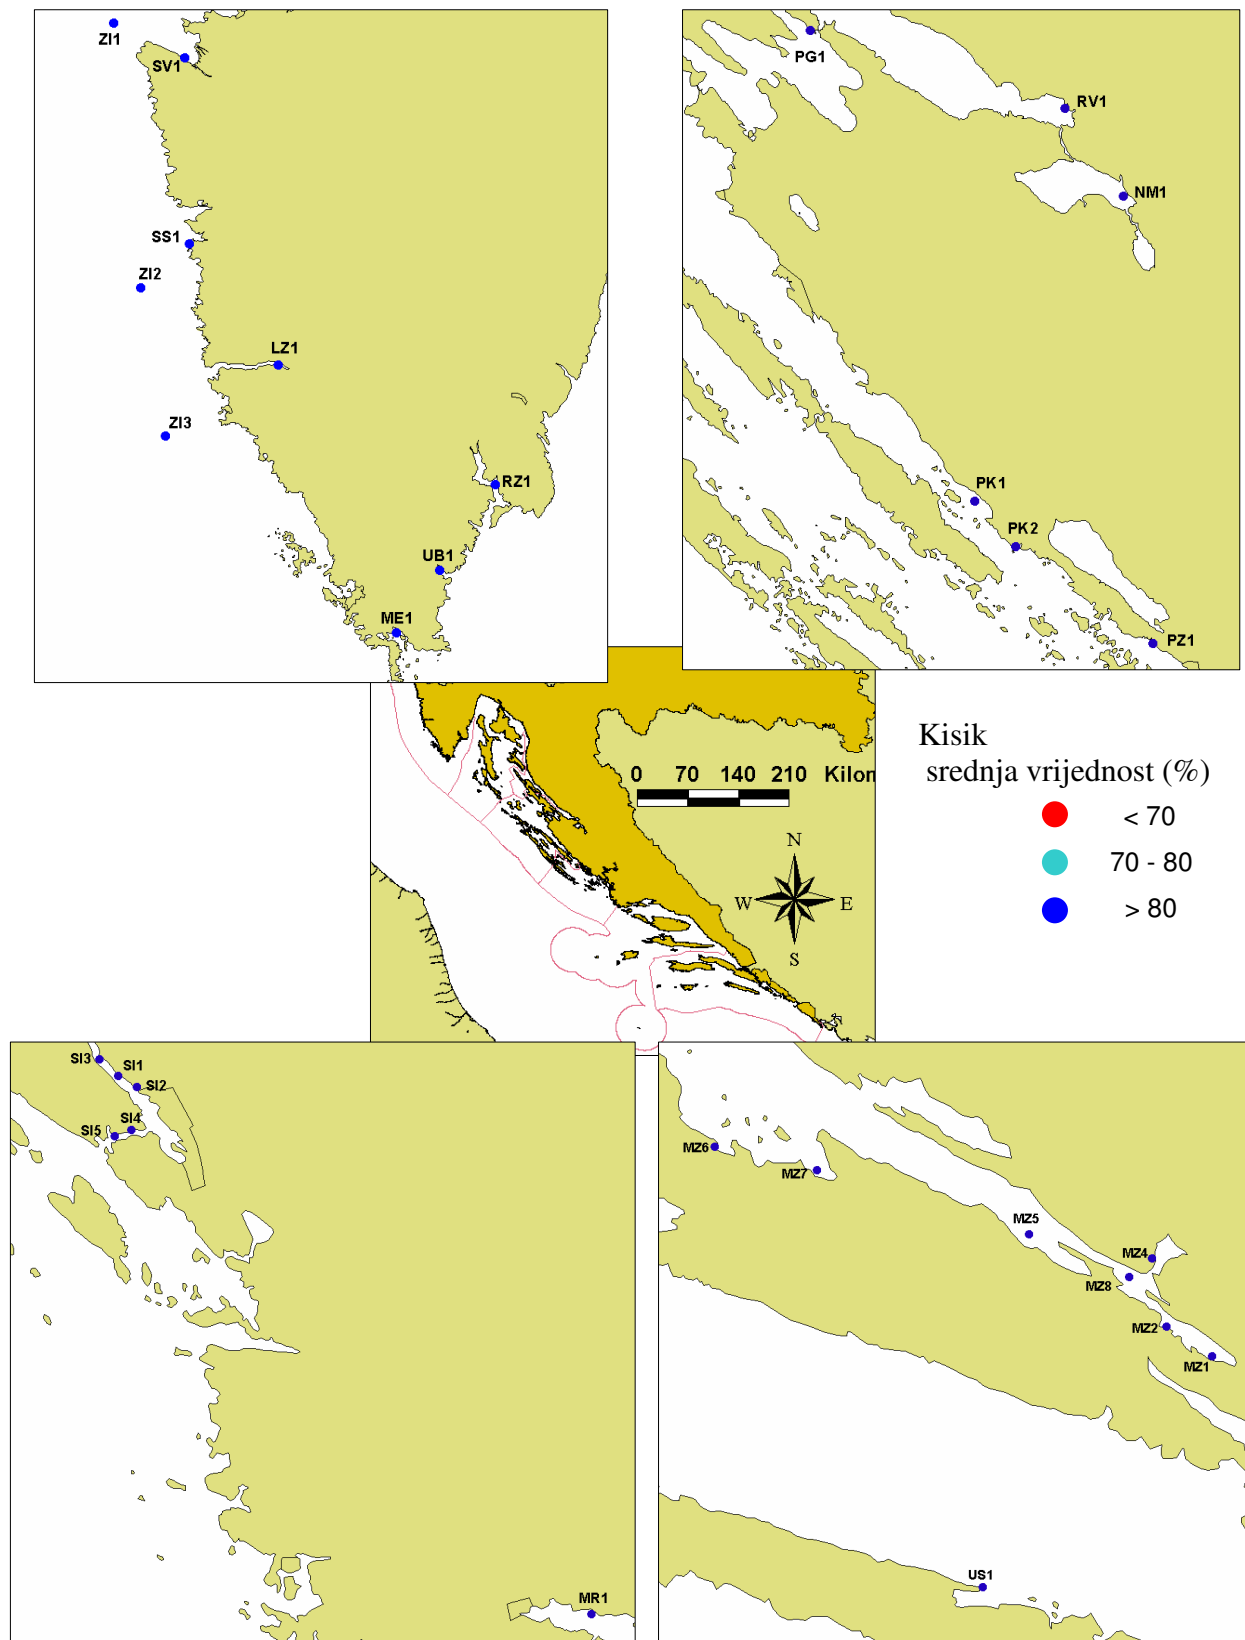 ZI1
SV1
SS1
ZI2
LZ1
ZI3
RZ1
UB1
ME1
PG1
RV1
NM1
PK1
PK2
PZ1
0 70 140 210 Kilom
N
W E
S
Kisik
srednja vrijednost (%)
< 70
70 - 80
> 80
SI3
SI1
SI2
SI4
SI5
MR1
MZ6
MZ7
MZ5
MZ4
MZ8
MZ2
MZ1
US1